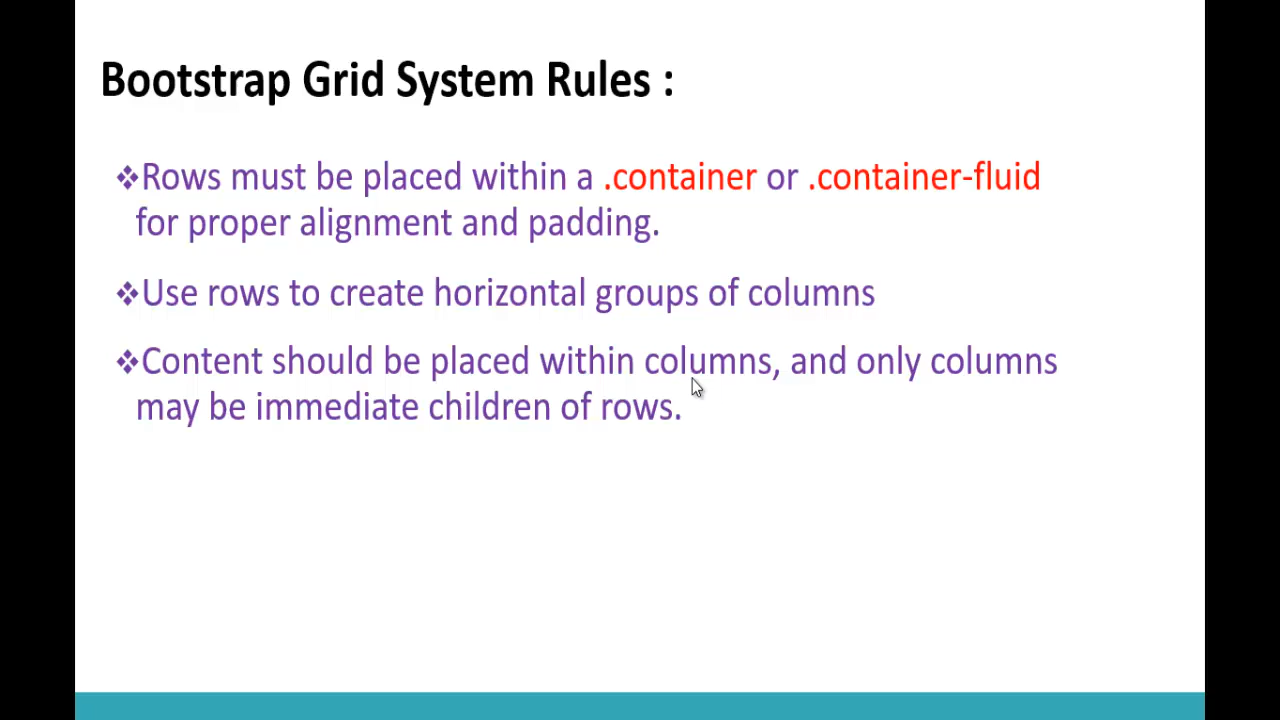 Bootstrap Grid System Rules :
❖Rows must be placed within a .container or .container-fluid
for proper alignment and padding.
❖Use rows to create horizontal groups of columns
❖Content should be placed within columns, and only columns
may be immediate children of rows.